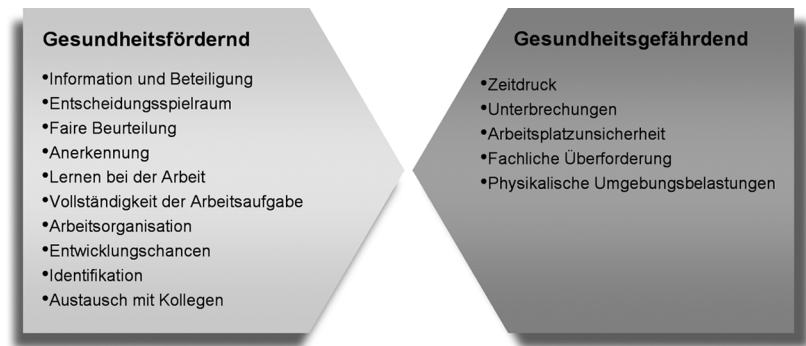 Gesundheitsfördernd
•Information und Beteiligung
•Entscheidungsspielraum
•Faire Beurteilung
•Anerkennung
•Lernen bei der Arbeit
•Vollständigkeit der Arbeitsaufgabe
•Arbeitsorganisation
•Entwicklungschancen
•Identifikation
•Austausch mit Kollegen
Gesundheitsgefährdend
•Zeitdruck
•Unterbrechungen
•Arbeitsplatzunsicherheit
•Fachliche Überforderung
•Physikalische Umgebungsbelastungen